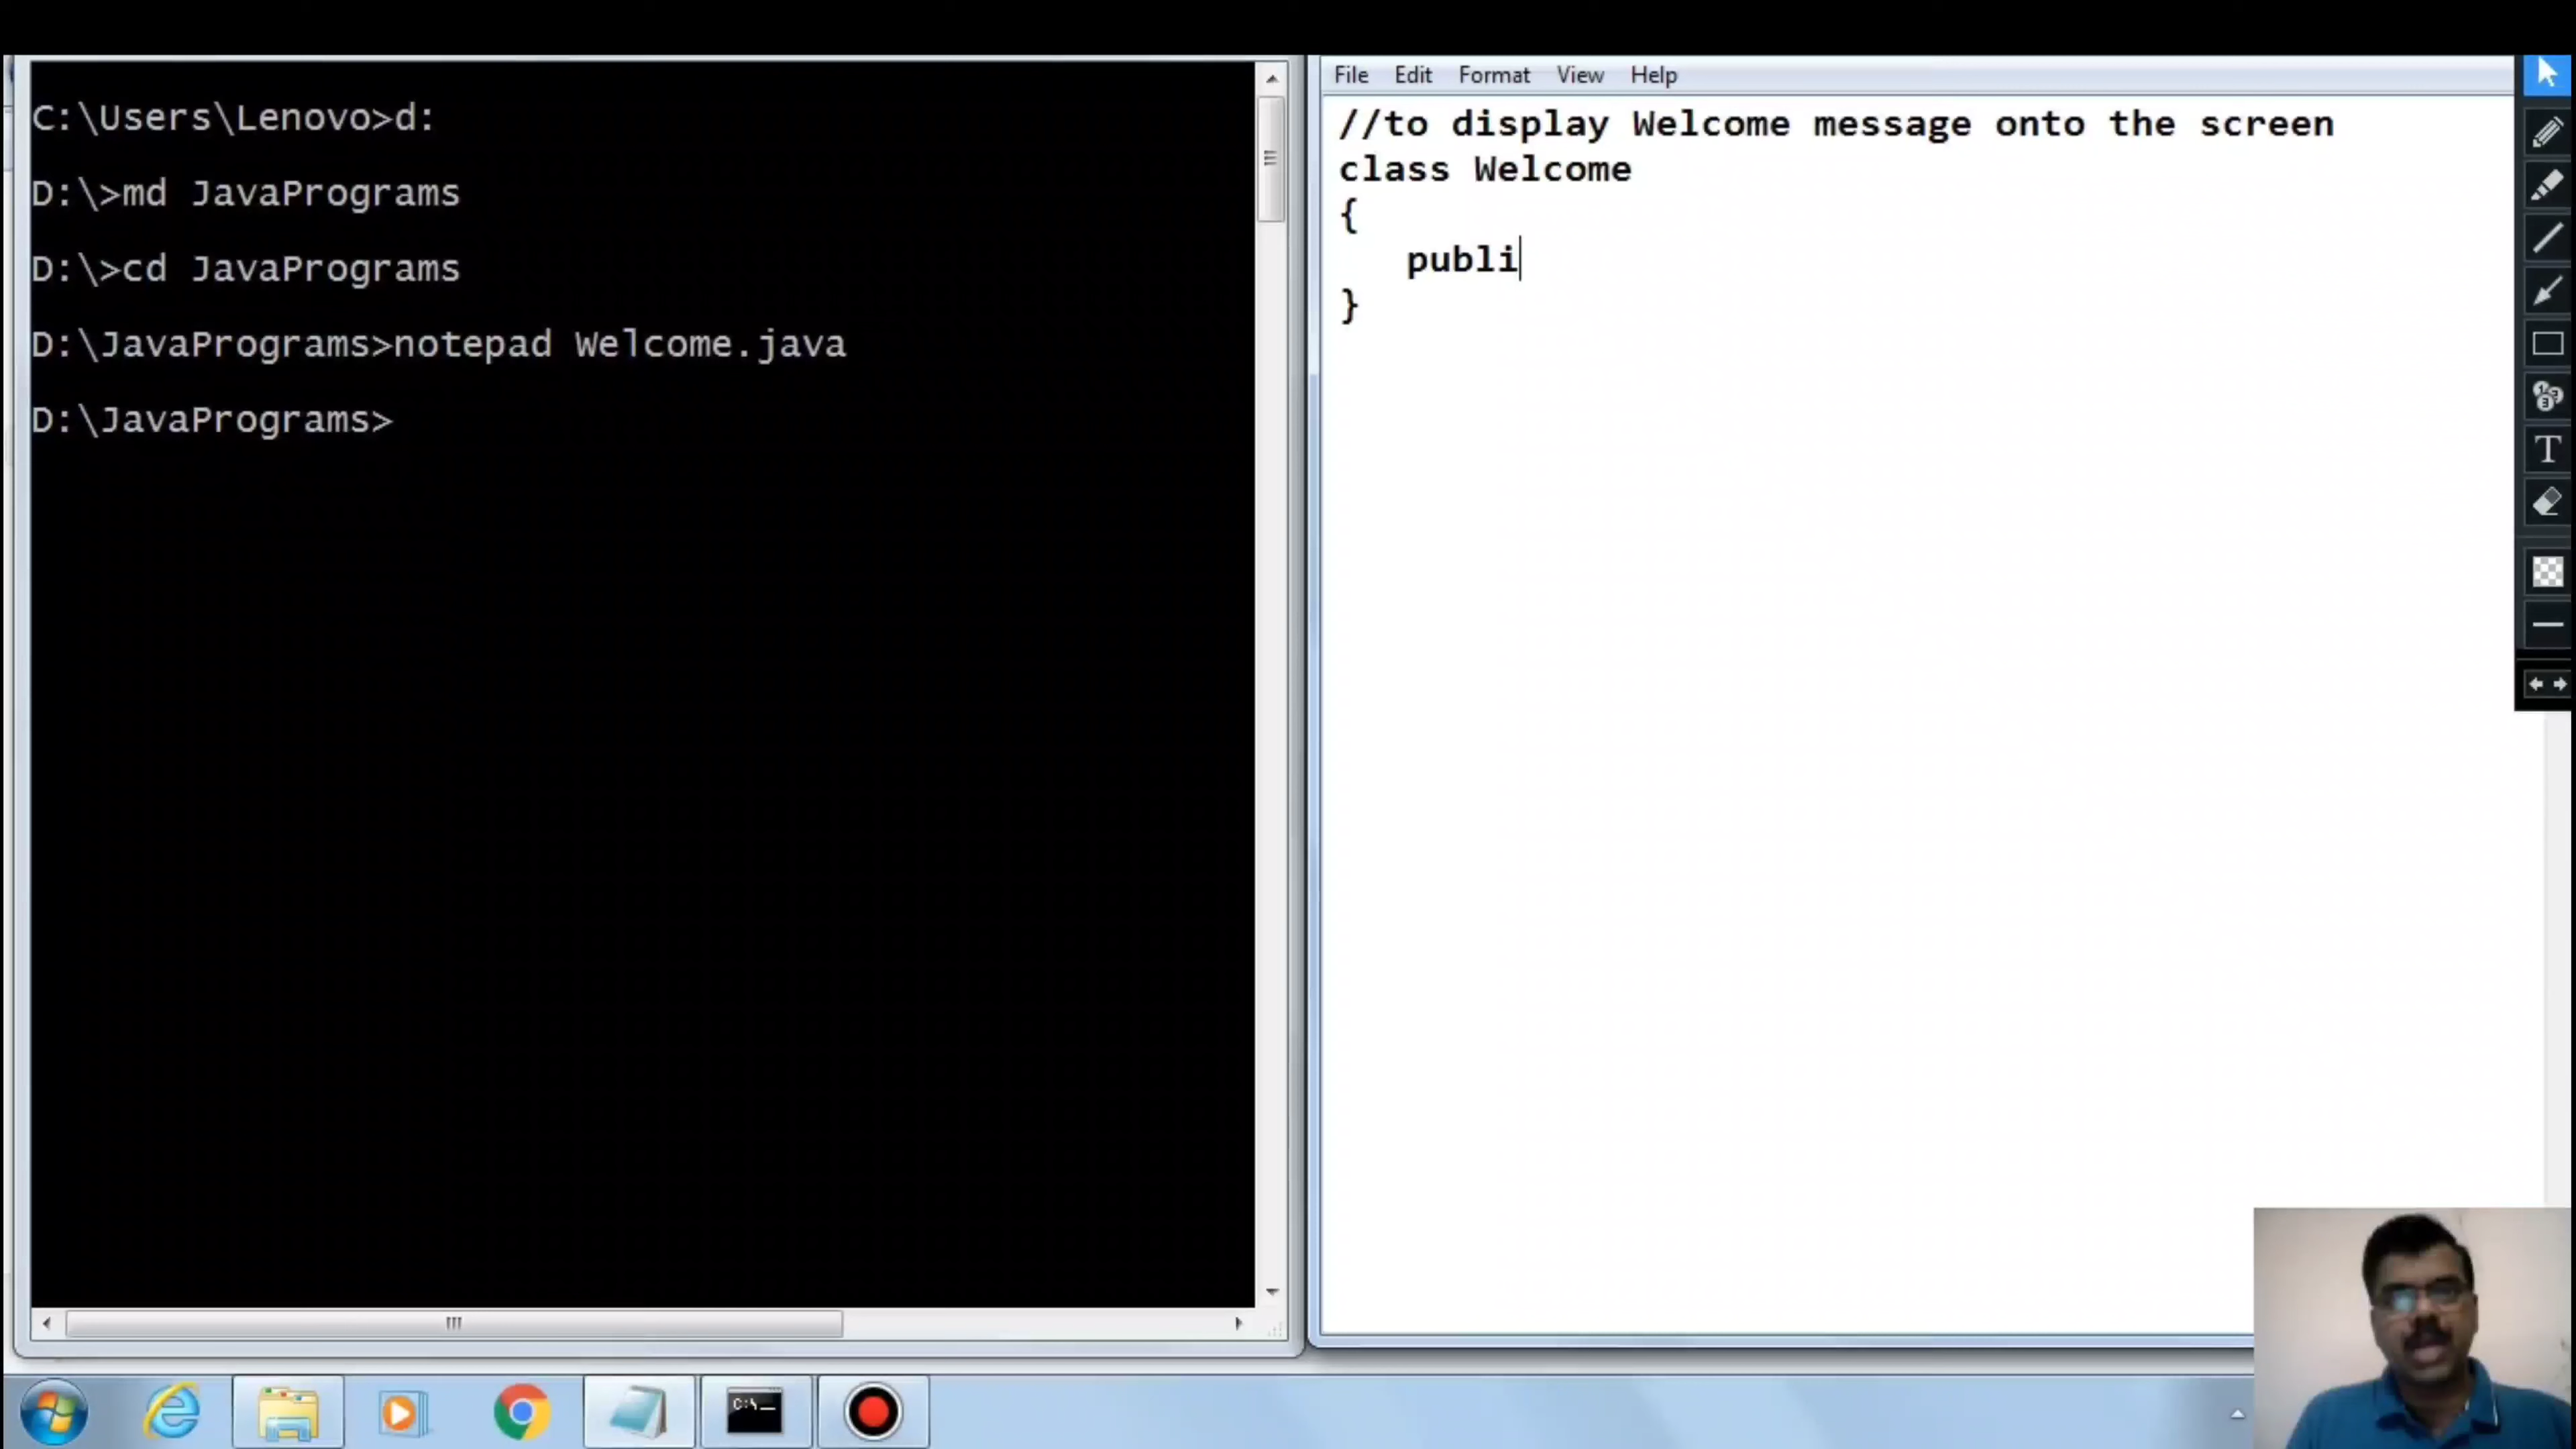 C:\Users\Lenovo>d:
D:\>md JavaPrograms
D:\>cd JavaPrograms
D:\JavaPrograms>notepad Welcome.java
D:\JavaPrograms>
File Edit Format View Help
//to display Welcome message onto the screen
class Welcome
{
publi
}
T
C:\_